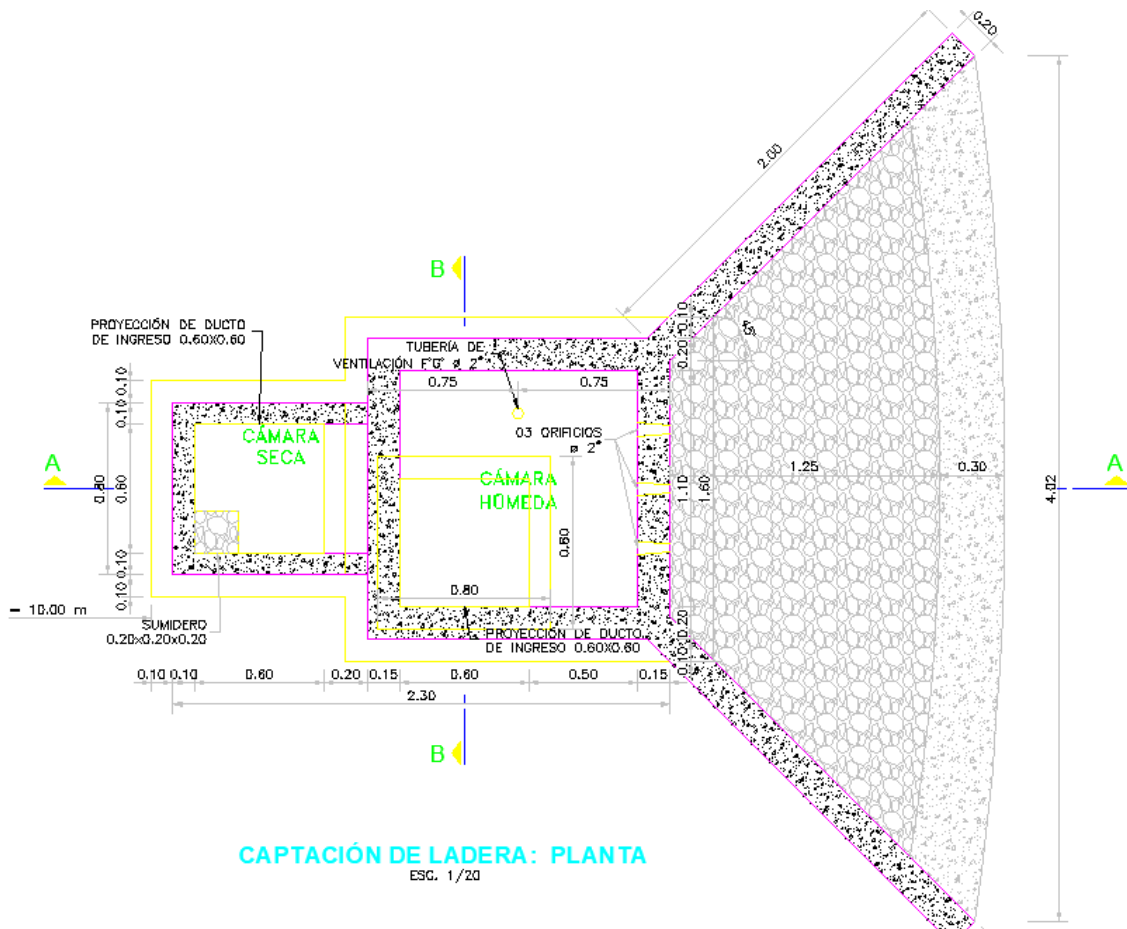 0.20
2.00
B
0.10
0.20
45°
PROYECCIÓN DE DUCTO
DE INGRESO 0.60X0.60
TUBERÍA DE
VENTILACIÓN F°G° ø 2"
0.75
0.75
0.10
0.10
CÁMARA
SECA
03 ORIFICIOS
ø 2"
A
0.80
0.60
CÁMARA
HÚMEDA
1.10
1.60
1.25
0.30
4.02
A
0.80
0.10
0.10
– 10.00 m
SUMIDERO
0.20x0.20x0.20
0.20
0.10
PROYECCIÓN DE DUCTO
DE INGRESO 0.60X0.60
0.10
0.10
0.60
0.20
0.15
0.60
0.50
0.15
2.30
B
CAPTACIÓN DE LADERA: PLANTA
ESC. 1/20